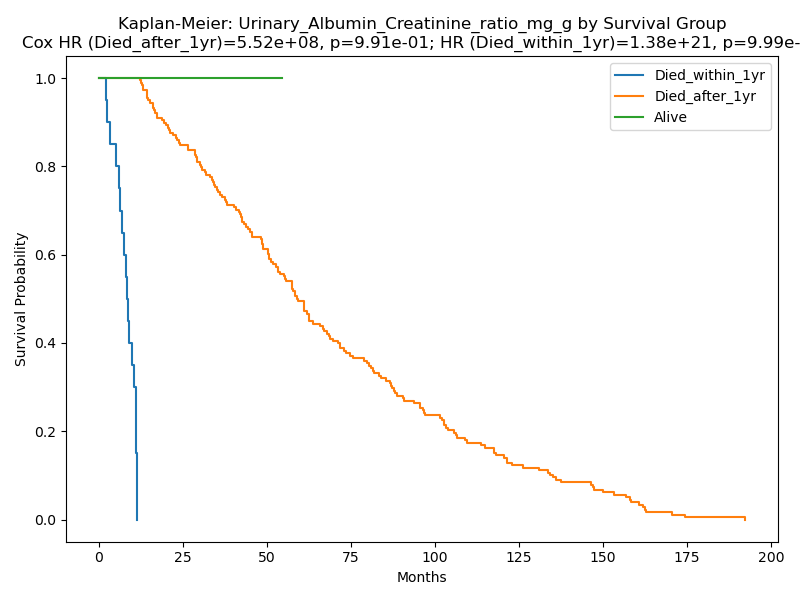 Kaplan-Meier: Urinary_Albumin_Creatinine_ratio_mg_g by Survival Group
Cox HR (Died_after_1yr)=5.52e+08, p=9.91e-01; HR (Died_within_1yr)=1.38e+21, p=9.99e-
Died_within_1yr
Died_after_1yr
Alive
Survival Probability
1.0
0.8
0.6
0.4
0.2
0.0
0 25 50 75 100 125 150 175 200
Months